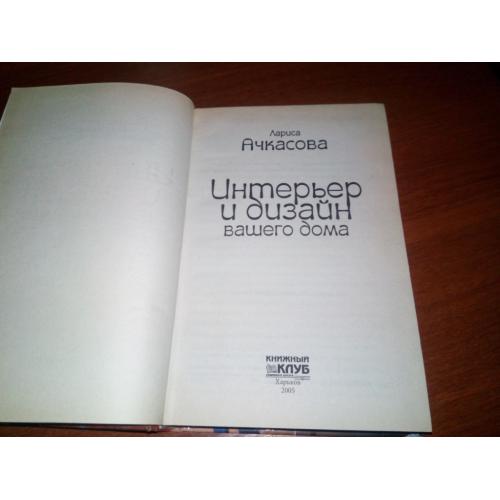 Лариса
Ачкасова
Интерьер
и дизайн
вашего дома
КНИЖНЫЙ
КЛУБ
Харьков
2005